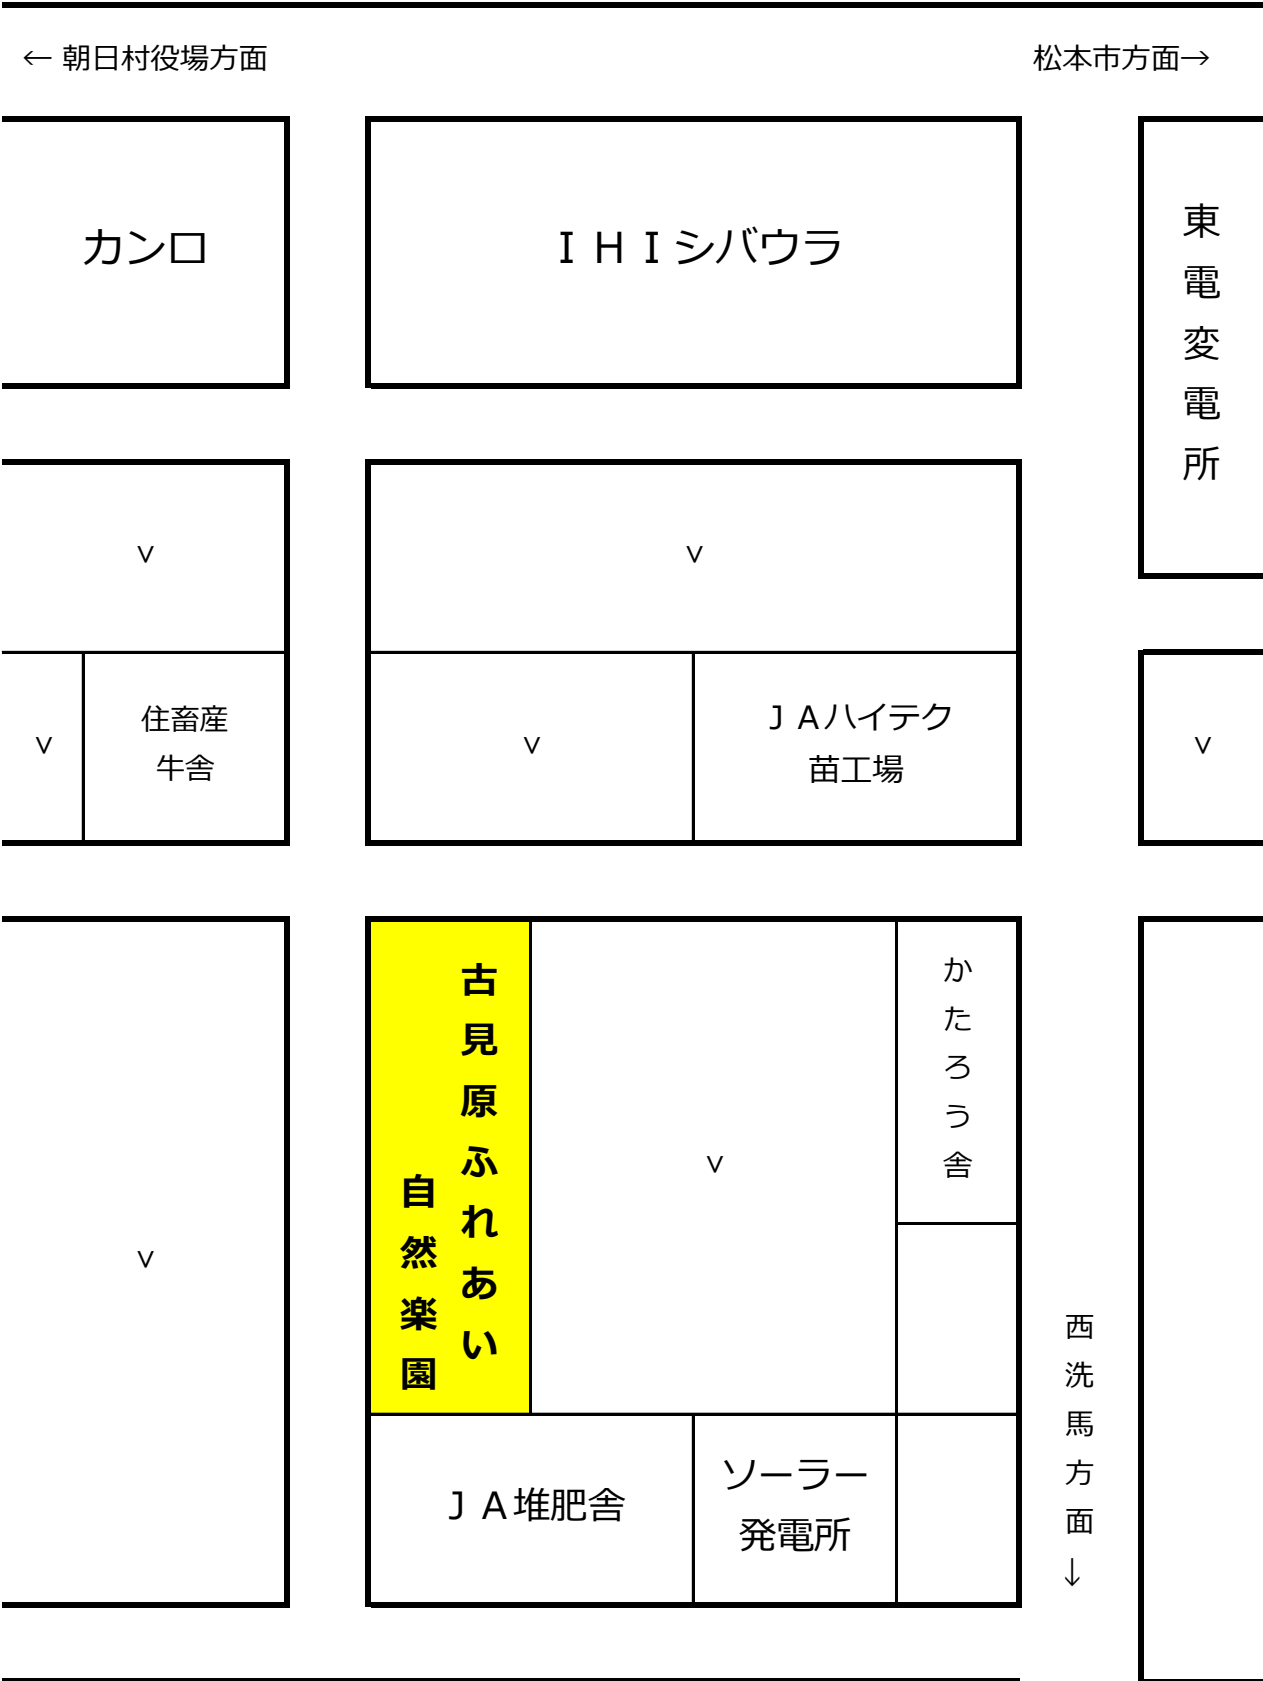 ← 朝日村役場方面
松本市方面→
カンロ
ＩＨＩシバウラ
東電変電所
∨
∨
∨
住畜産
牛舎
∨
ＪＡハイテク
苗工場
∨
∨
古見原ふれあい
自然楽園
∨
かたろう舎
西洗馬方面↓
ＪＡ堆肥舎
ソーラー
発電所